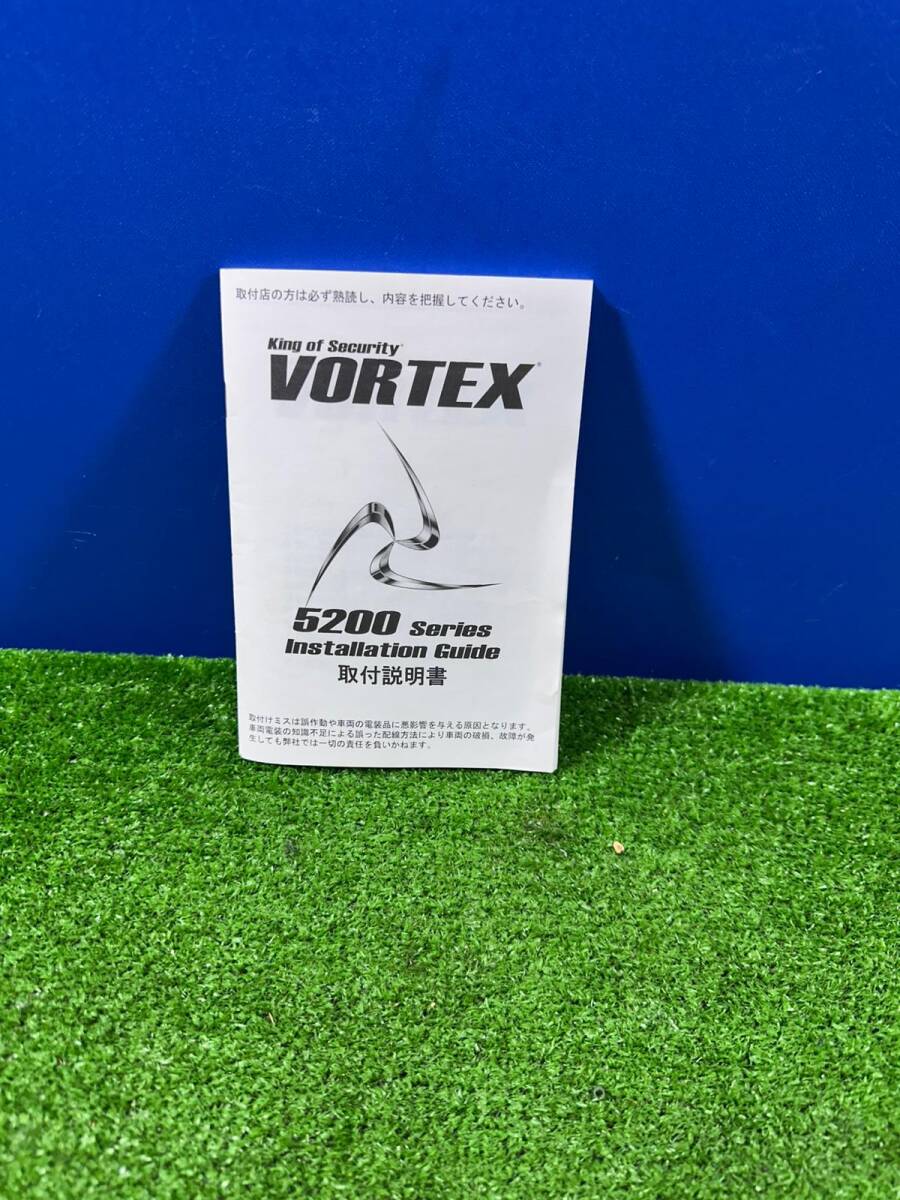 取付店の方は必ず熟読し、内容を把握してください。
King of Security®
VORTEX®
5200 Series
Installation Guide
取付説明書
取付けミスは誤作動や車両の電装品に悪影響を与える原因となります。
車両電装の知識不足による誤った配線方法により車両の破損、故障が発
生しても弊社では一切の責任を負いかねます。